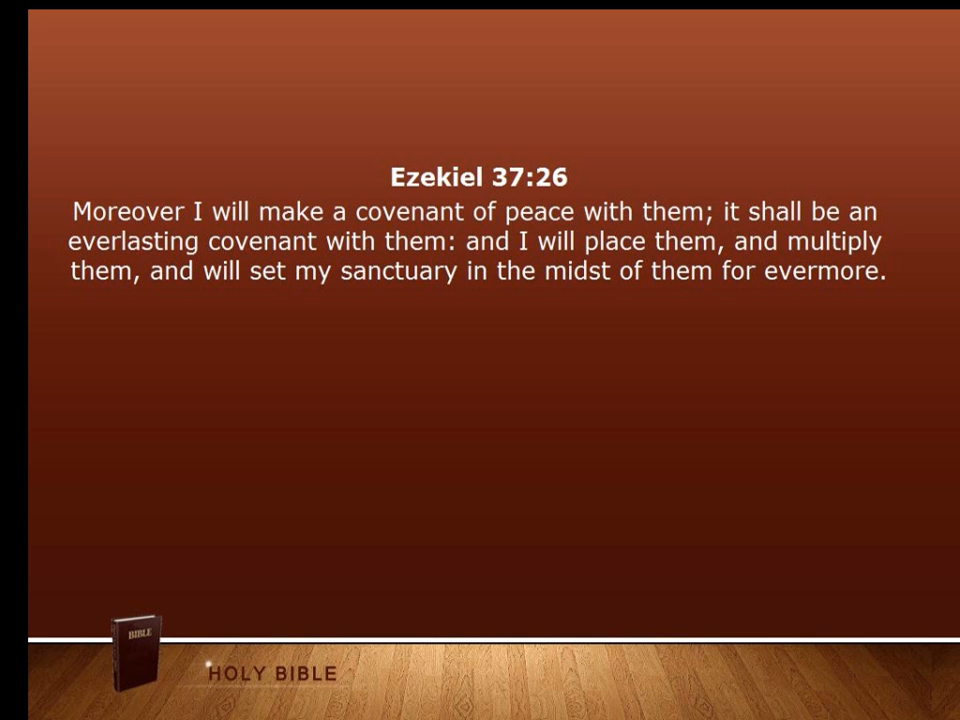 Ezekiel 37:26
Moreover I will make a covenant of peace with them; it shall be an
everlasting covenant with them: and I will place them, and multiply
them, and will set my sanctuary in the midst of them for evermore.
BIBLE
HOLY BIBLE